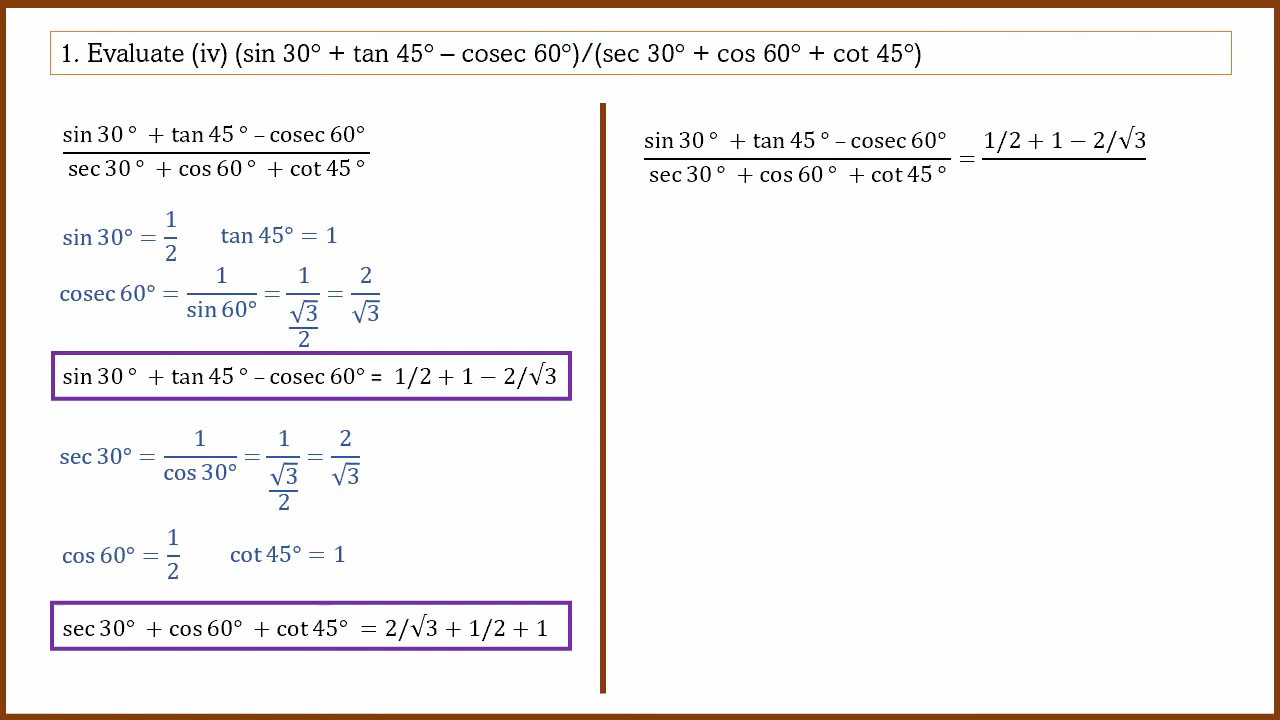 1. Evaluate (iv) (sin 30° + tan 45° – cosec 60°)/(sec 30° + cos 60° + cot 45°)
sin 30° + tan 45° – cosec 60°
sec 30° + cos 60° + cot 45°
sin 30° = 1/2 tan 45° = 1
cosec 60° = 1/sin 60° = 1/(√3/2) = 2/√3
sin 30° + tan 45° – cosec 60° = 1/2 + 1 − 2/√3
sec 30° = 1/cos 30° = 1/(√3/2) = 2/√3
cos 60° = 1/2 cot 45° = 1
sec 30° + cos 60° + cot 45° = 2/√3 + 1/2 + 1
sin 30° + tan 45° – cosec 60°
sec 30° + cos 60° + cot 45°
= 1/2 + 1 − 2/√3